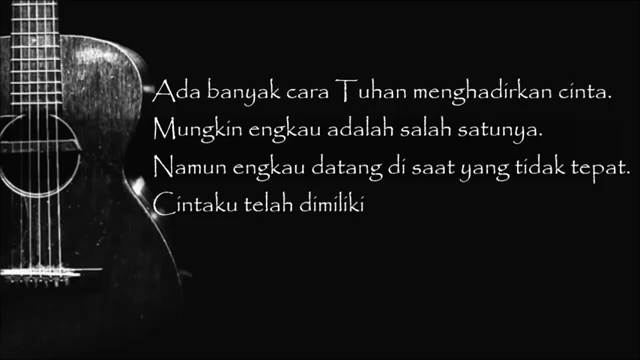 Ada banyak cara Tuhan menghadirkan cinta.
Mungkin engkau adalah salah satunya.
Namun engkau datang di saat yang tidak tepat.
Cintaku telah dimiliki